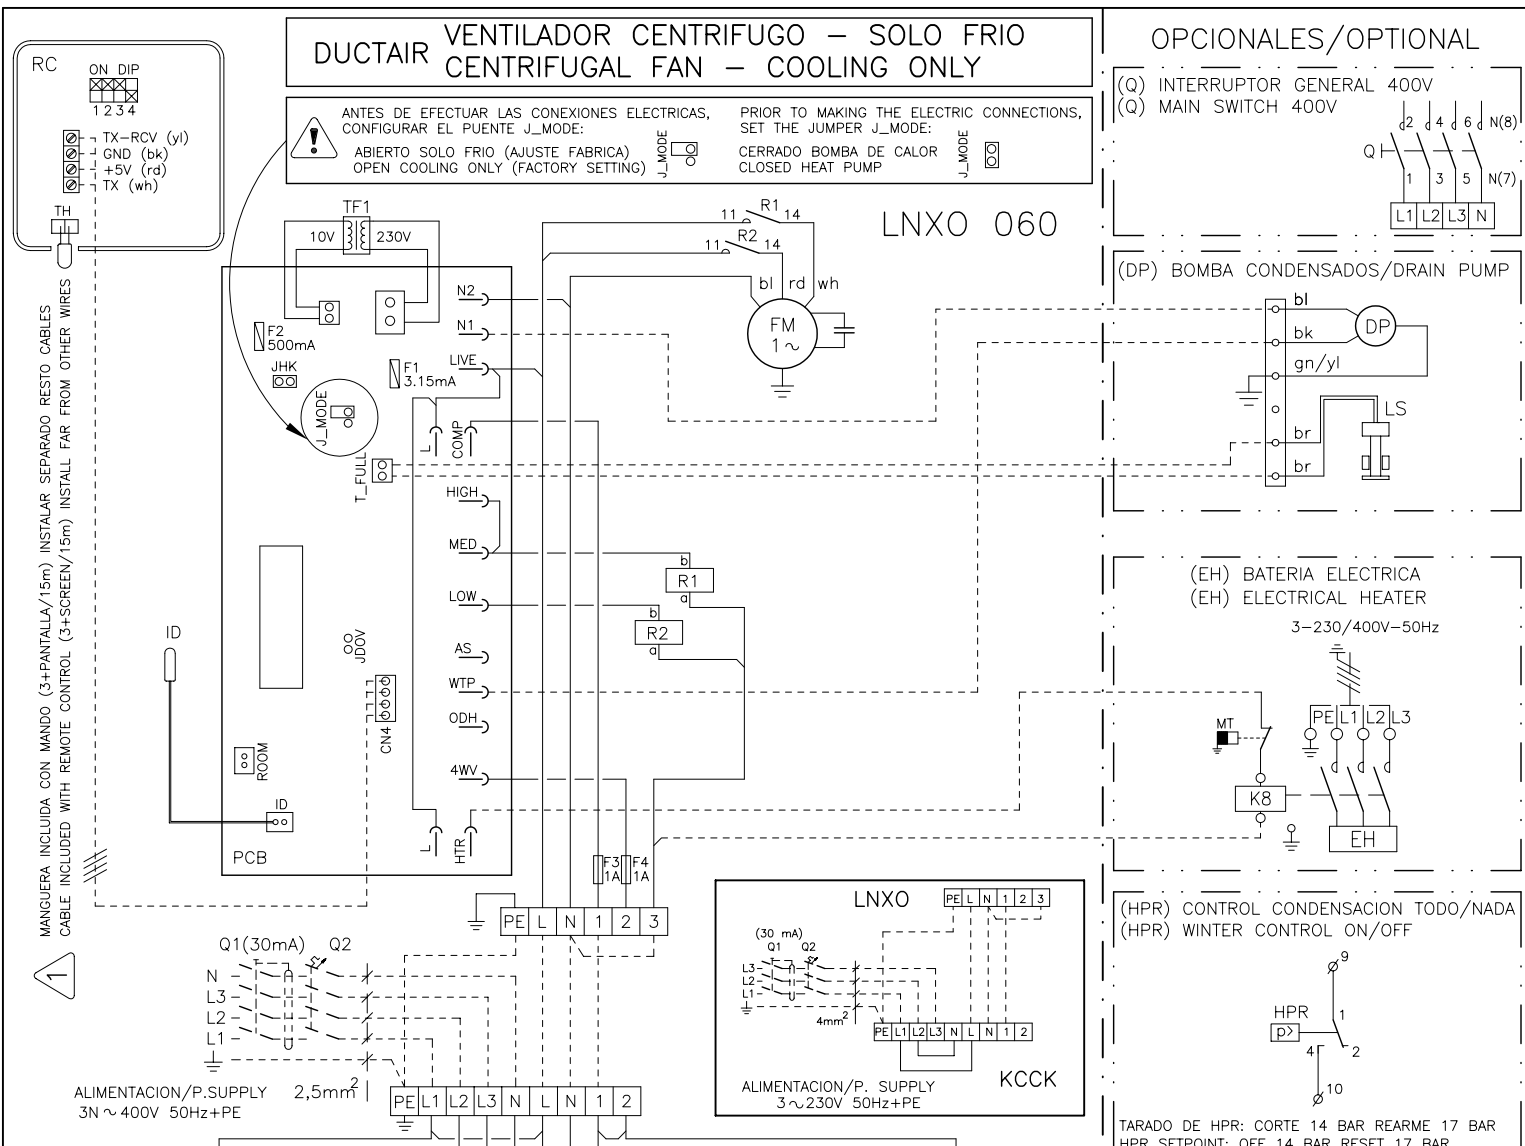 DUCTAIR
VENTILADOR CENTRIFUGO – SOLO FRIO
CENTRIFUGAL FAN – COOLING ONLY
ANTES DE EFECTUAR LAS CONEXIONES ELECTRICAS,
CONFIGURAR EL PUENTE J_MODE:
ABIERTO SOLO FRIO (AJUSTE FABRICA)
OPEN COOLING ONLY (FACTORY SETTING)
J_MODE
PRIOR TO MAKING THE ELECTRIC CONNECTIONS,
SET THE JUMPER J_MODE:
CERRADO BOMBA DE CALOR
CLOSED HEAT PUMP
J_MODE
!
RC
ON DIP
1 2 3 4
TX–RCV (yl)
GND (bk)
+5V (rd)
TX (wh)
TH
MANGUERA INCLUIDA CON MANDO (3+PANTALLA/15m) INSTALAR SEPARADO RESTO CABLES
CABLE INCLUDED WITH REMOTE CONTROL (3+SCREEN/15m) INSTALL FAR FROM OTHER WIRES
1
TF1
10V
230V
LNXO 060
F2
500mA
JHK
F1
3.15mA
J_MODE
T_FULL
N2
N1
LIVE
L
COMP
HIGH
MED
LOW
AS
WTP
ODH
4WV
L
HTR
JDOV
CN4
ROOM
ID
ID
PCB
R1
11
14
R2
11
14
bl
rd
wh
FM
1 ~
b
R1
a
b
R2
a
F3
1A
F4
1A
PE L N 1 2 3
Q1(30mA)
Q2
N
L3
L2
L1
ALIMENTACION/P.SUPPLY
3N ~ 400V 50Hz+PE
2,5mm2
PE L1 L2 L3 N L N 1 2
LNXO
PE L N 1 2 3
(30 mA)
Q1
Q2
L3
L2
L1
4mm2
PE L1 L2 L3 N L N 1 2
KCCK
ALIMENTACION/P. SUPPLY
3 ~ 230V 50Hz+PE
OPCIONALES/OPTIONAL
(Q) INTERRUPTOR GENERAL 400V
(Q) MAIN SWITCH 400V
2 4 6 N(8)
Q
1 3 5 N(7)
L1 L2 L3 N
(DP) BOMBA CONDENSADOS/DRAIN PUMP
bl
bk
gn/yl
DP
LS
br
br
(EH) BATERIA ELECTRICA
(EH) ELECTRICAL HEATER
3–230/400V–50Hz
PE L1 L2 L3
MT
K8
EH
(HPR) CONTROL CONDENSACION TODO/NADA
(HPR) WINTER CONTROL ON/OFF
9
HPR
p>
1
4
2
10
TARADO DE HPR: CORTE 14 BAR REARME 17 BAR
HPR SETPOINT: OFF 14 BAR RESET 17 BAR